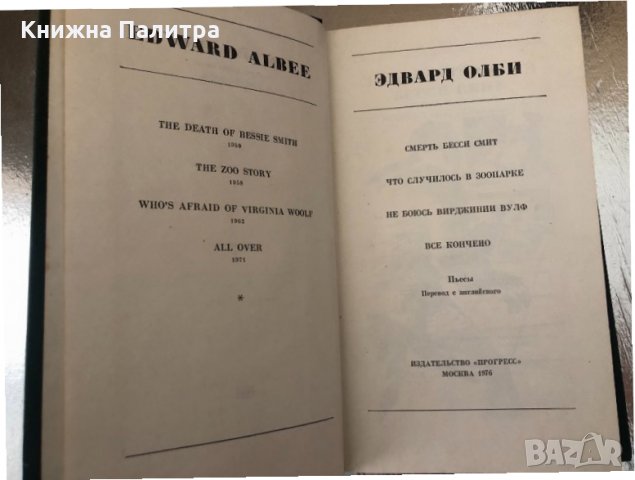 Книжна Палитра
EDWARD ALBEE
THE DEATH OF BESSIE SMITH
1959
THE ZOO STORY
1958
WHO'S AFRAID OF VIRGINIA WOOLF
1962
ALL OVER
1971
*
ЭДВАРД ОЛБИ
СМЕРТЬ БЕССИ СМИТ
ЧТО СЛУЧИЛОСЬ В ЗООПАРКЕ
НЕ БОЮСЬ ВИРДЖИНИИ ВУЛФ
ВСЕ КОНЧЕНО
Пьесы
Перевод с английского
ИЗДАТЕЛЬСТВО «ПРОГРЕСС»
МОСКВА 1976
BAZAR
bg